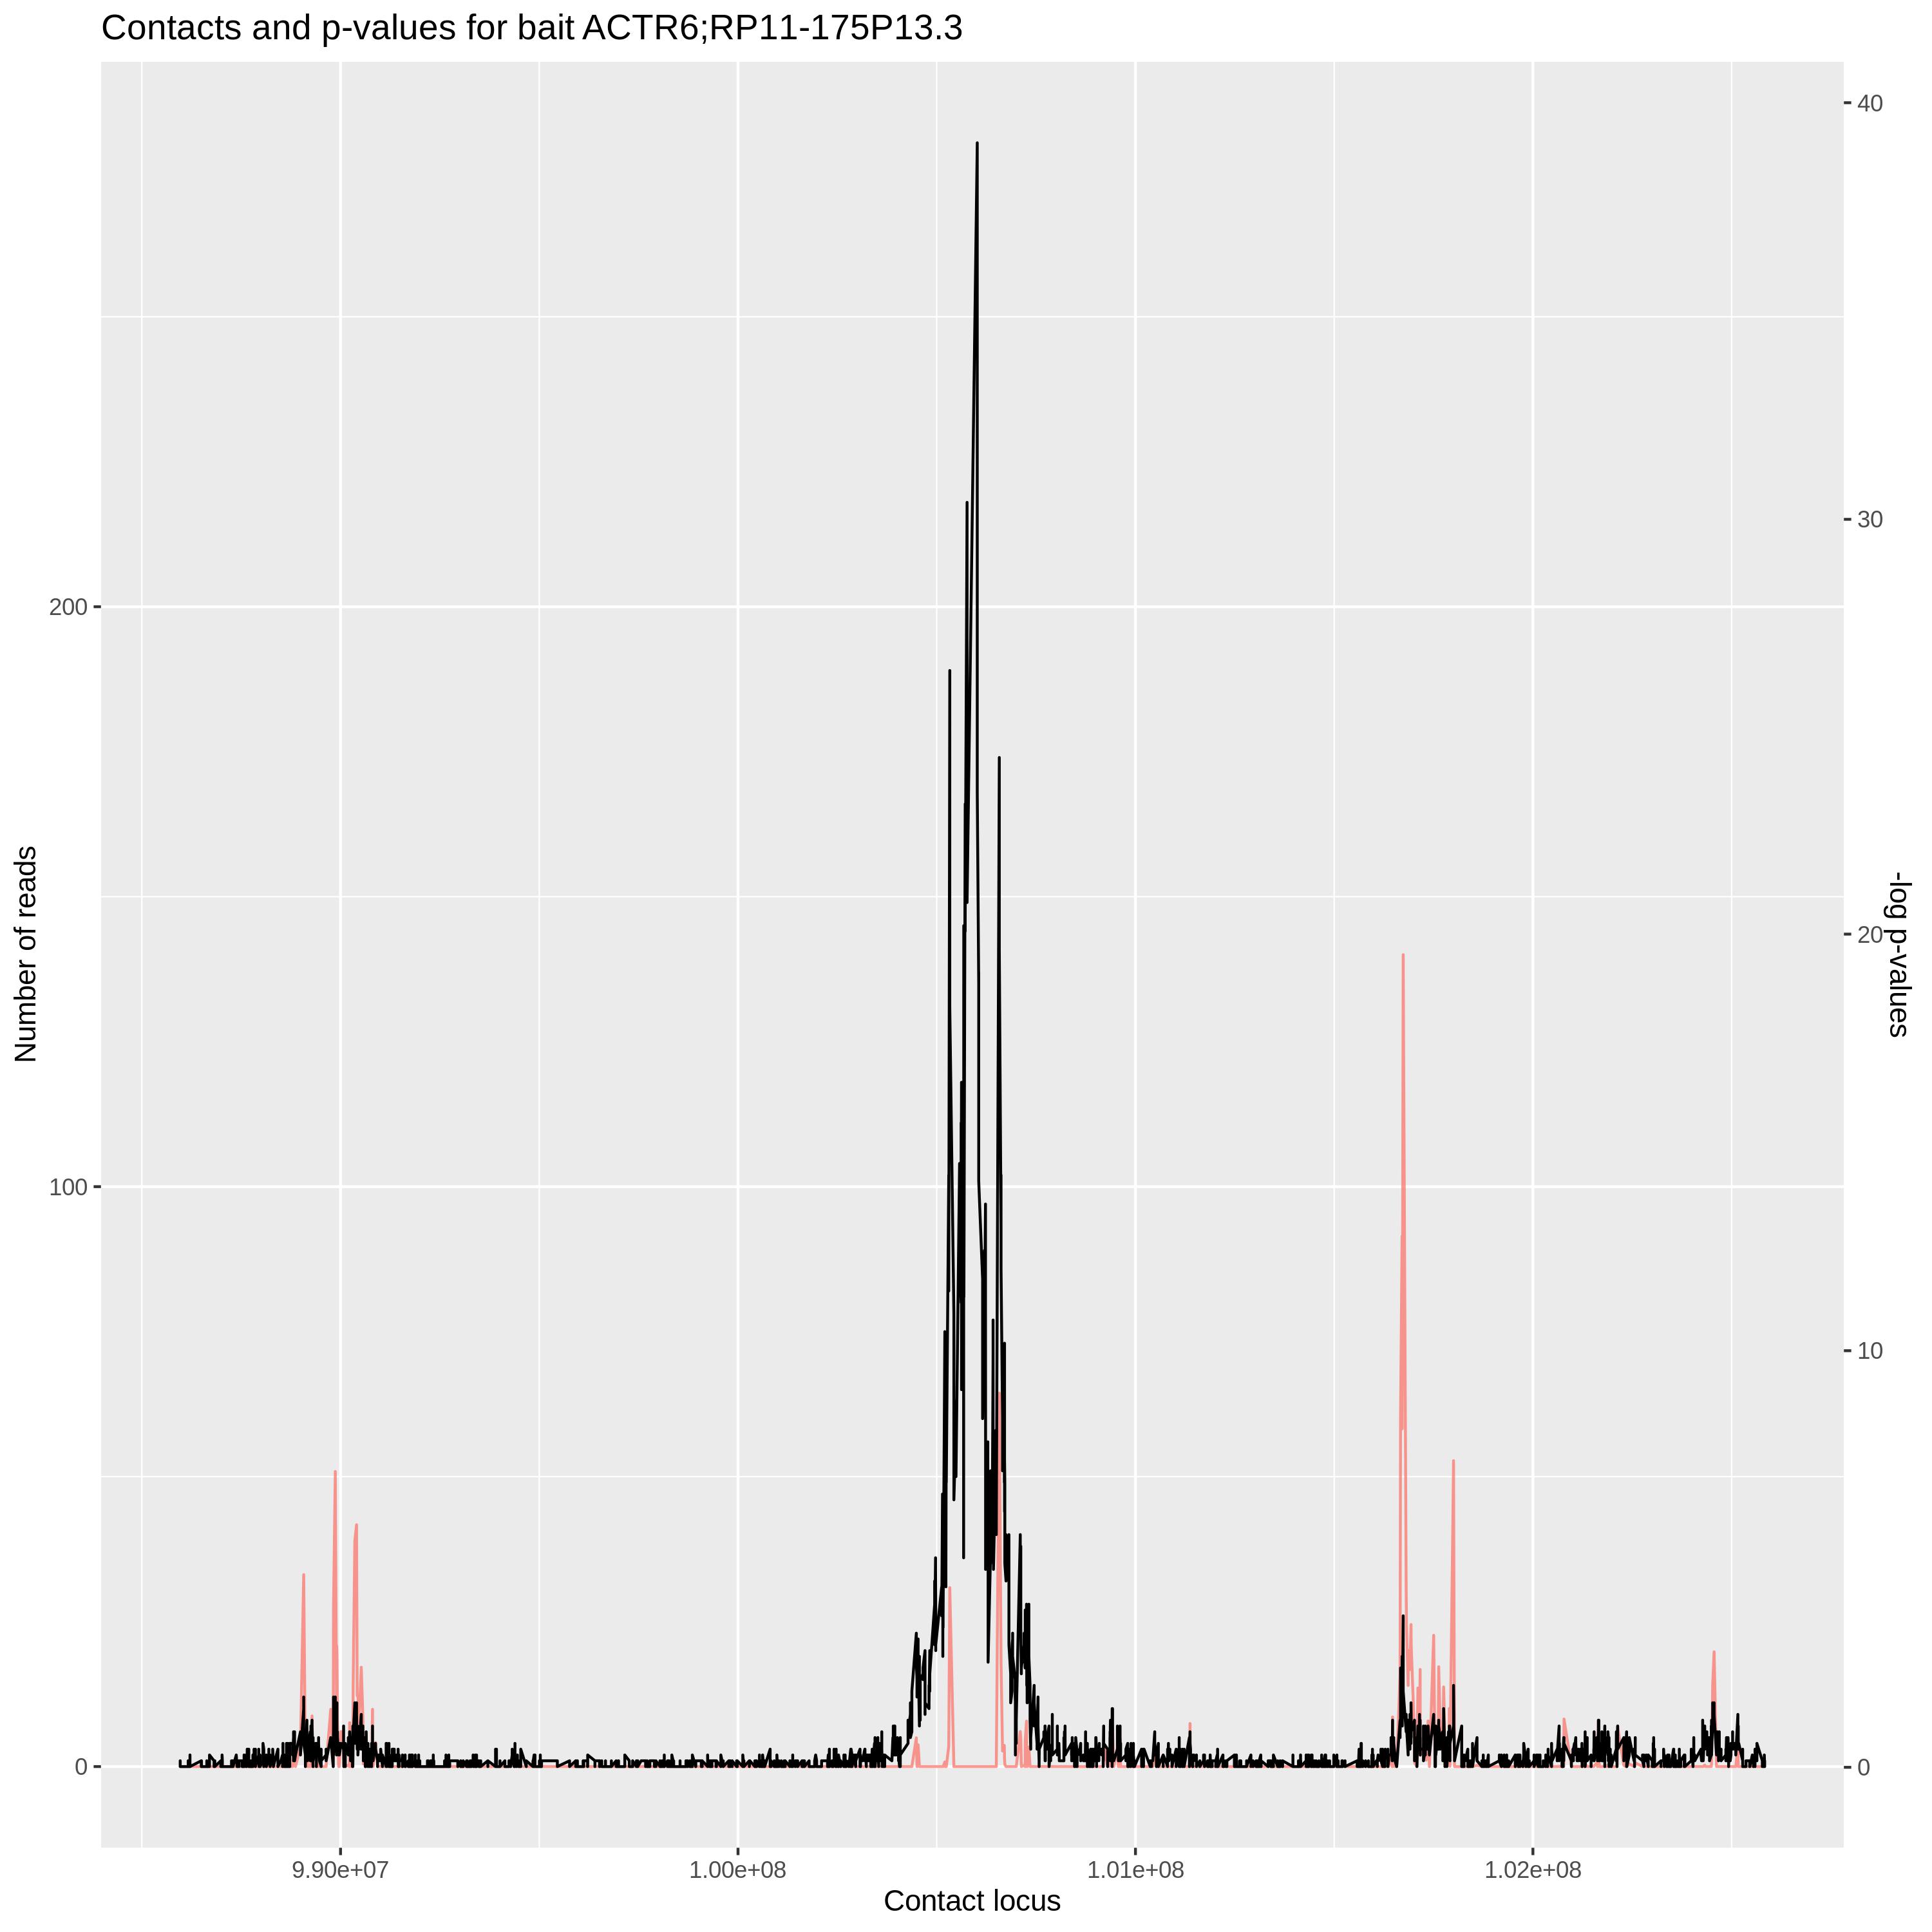 Contacts and p-values for bait ACTR6;RP11-175P13.3
Number of reads
200
100
0
40
30
20
10
0
-log p-values
9.90e+07 1.00e+08 1.01e+08 1.02e+08
Contact locus